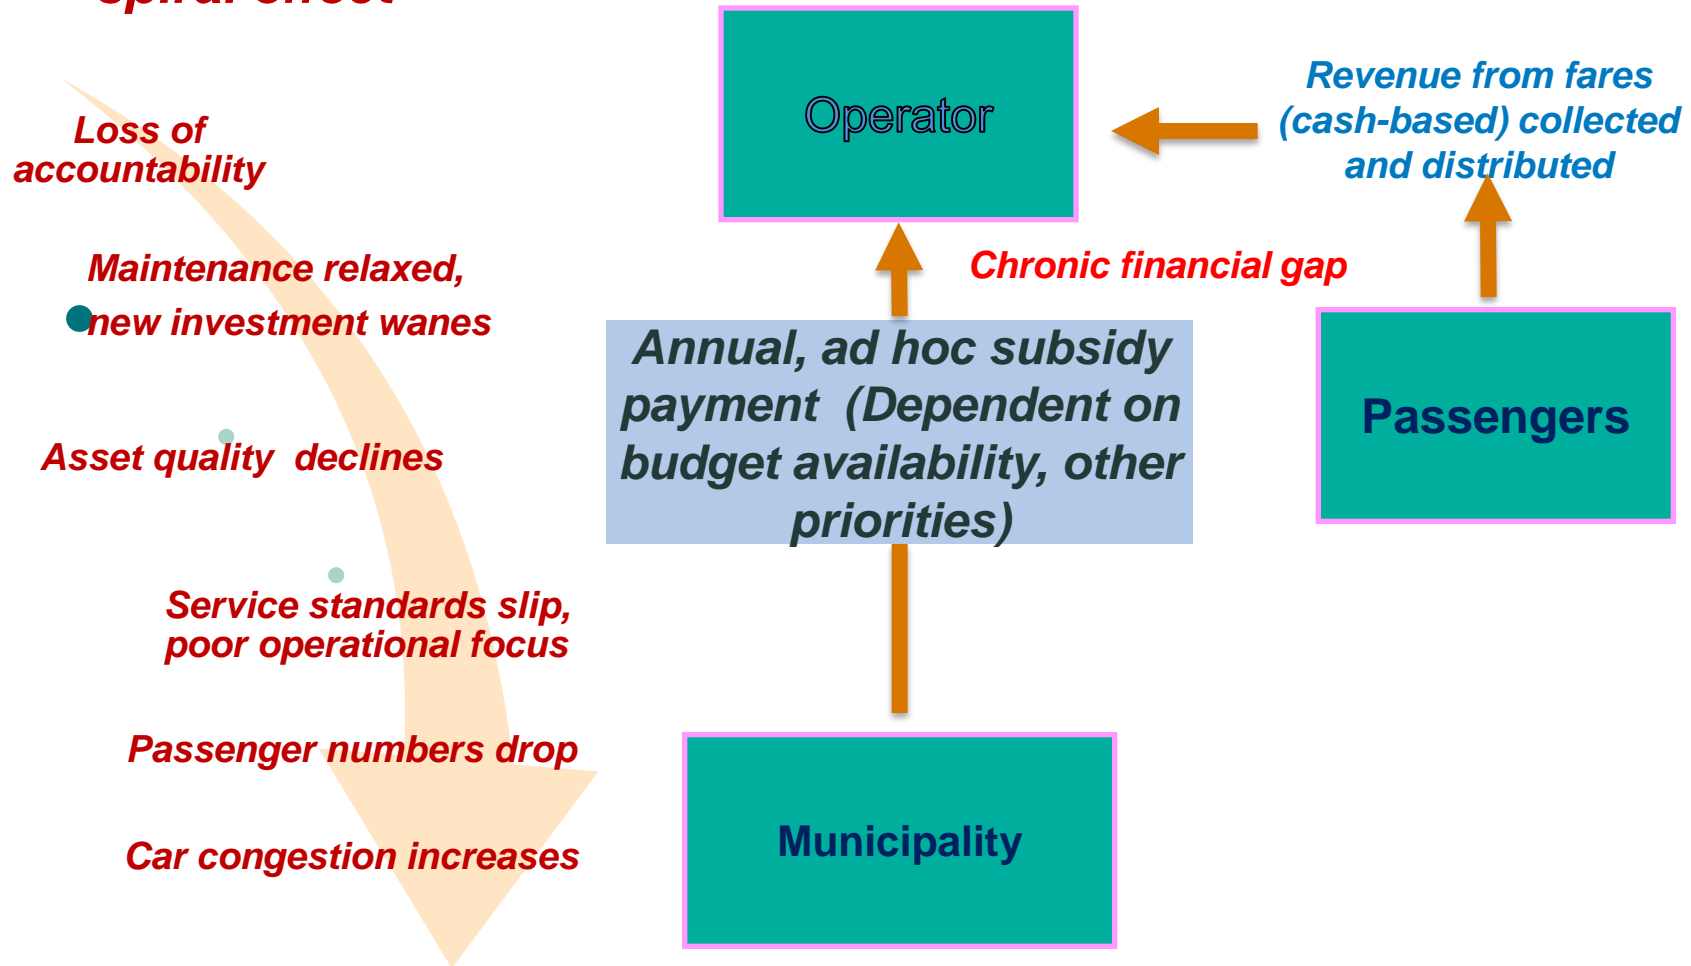 spiral effect
Loss of
accountability
Maintenance relaxed,
new investment wanes
Asset quality declines
Service standards slip,
poor operational focus
Passenger numbers drop
Car congestion increases
Operator
Revenue from fares
(cash-based) collected
and distributed
Chronic financial gap
Annual, ad hoc subsidy
payment (Dependent on
budget availability, other
priorities)
Passengers
Municipality